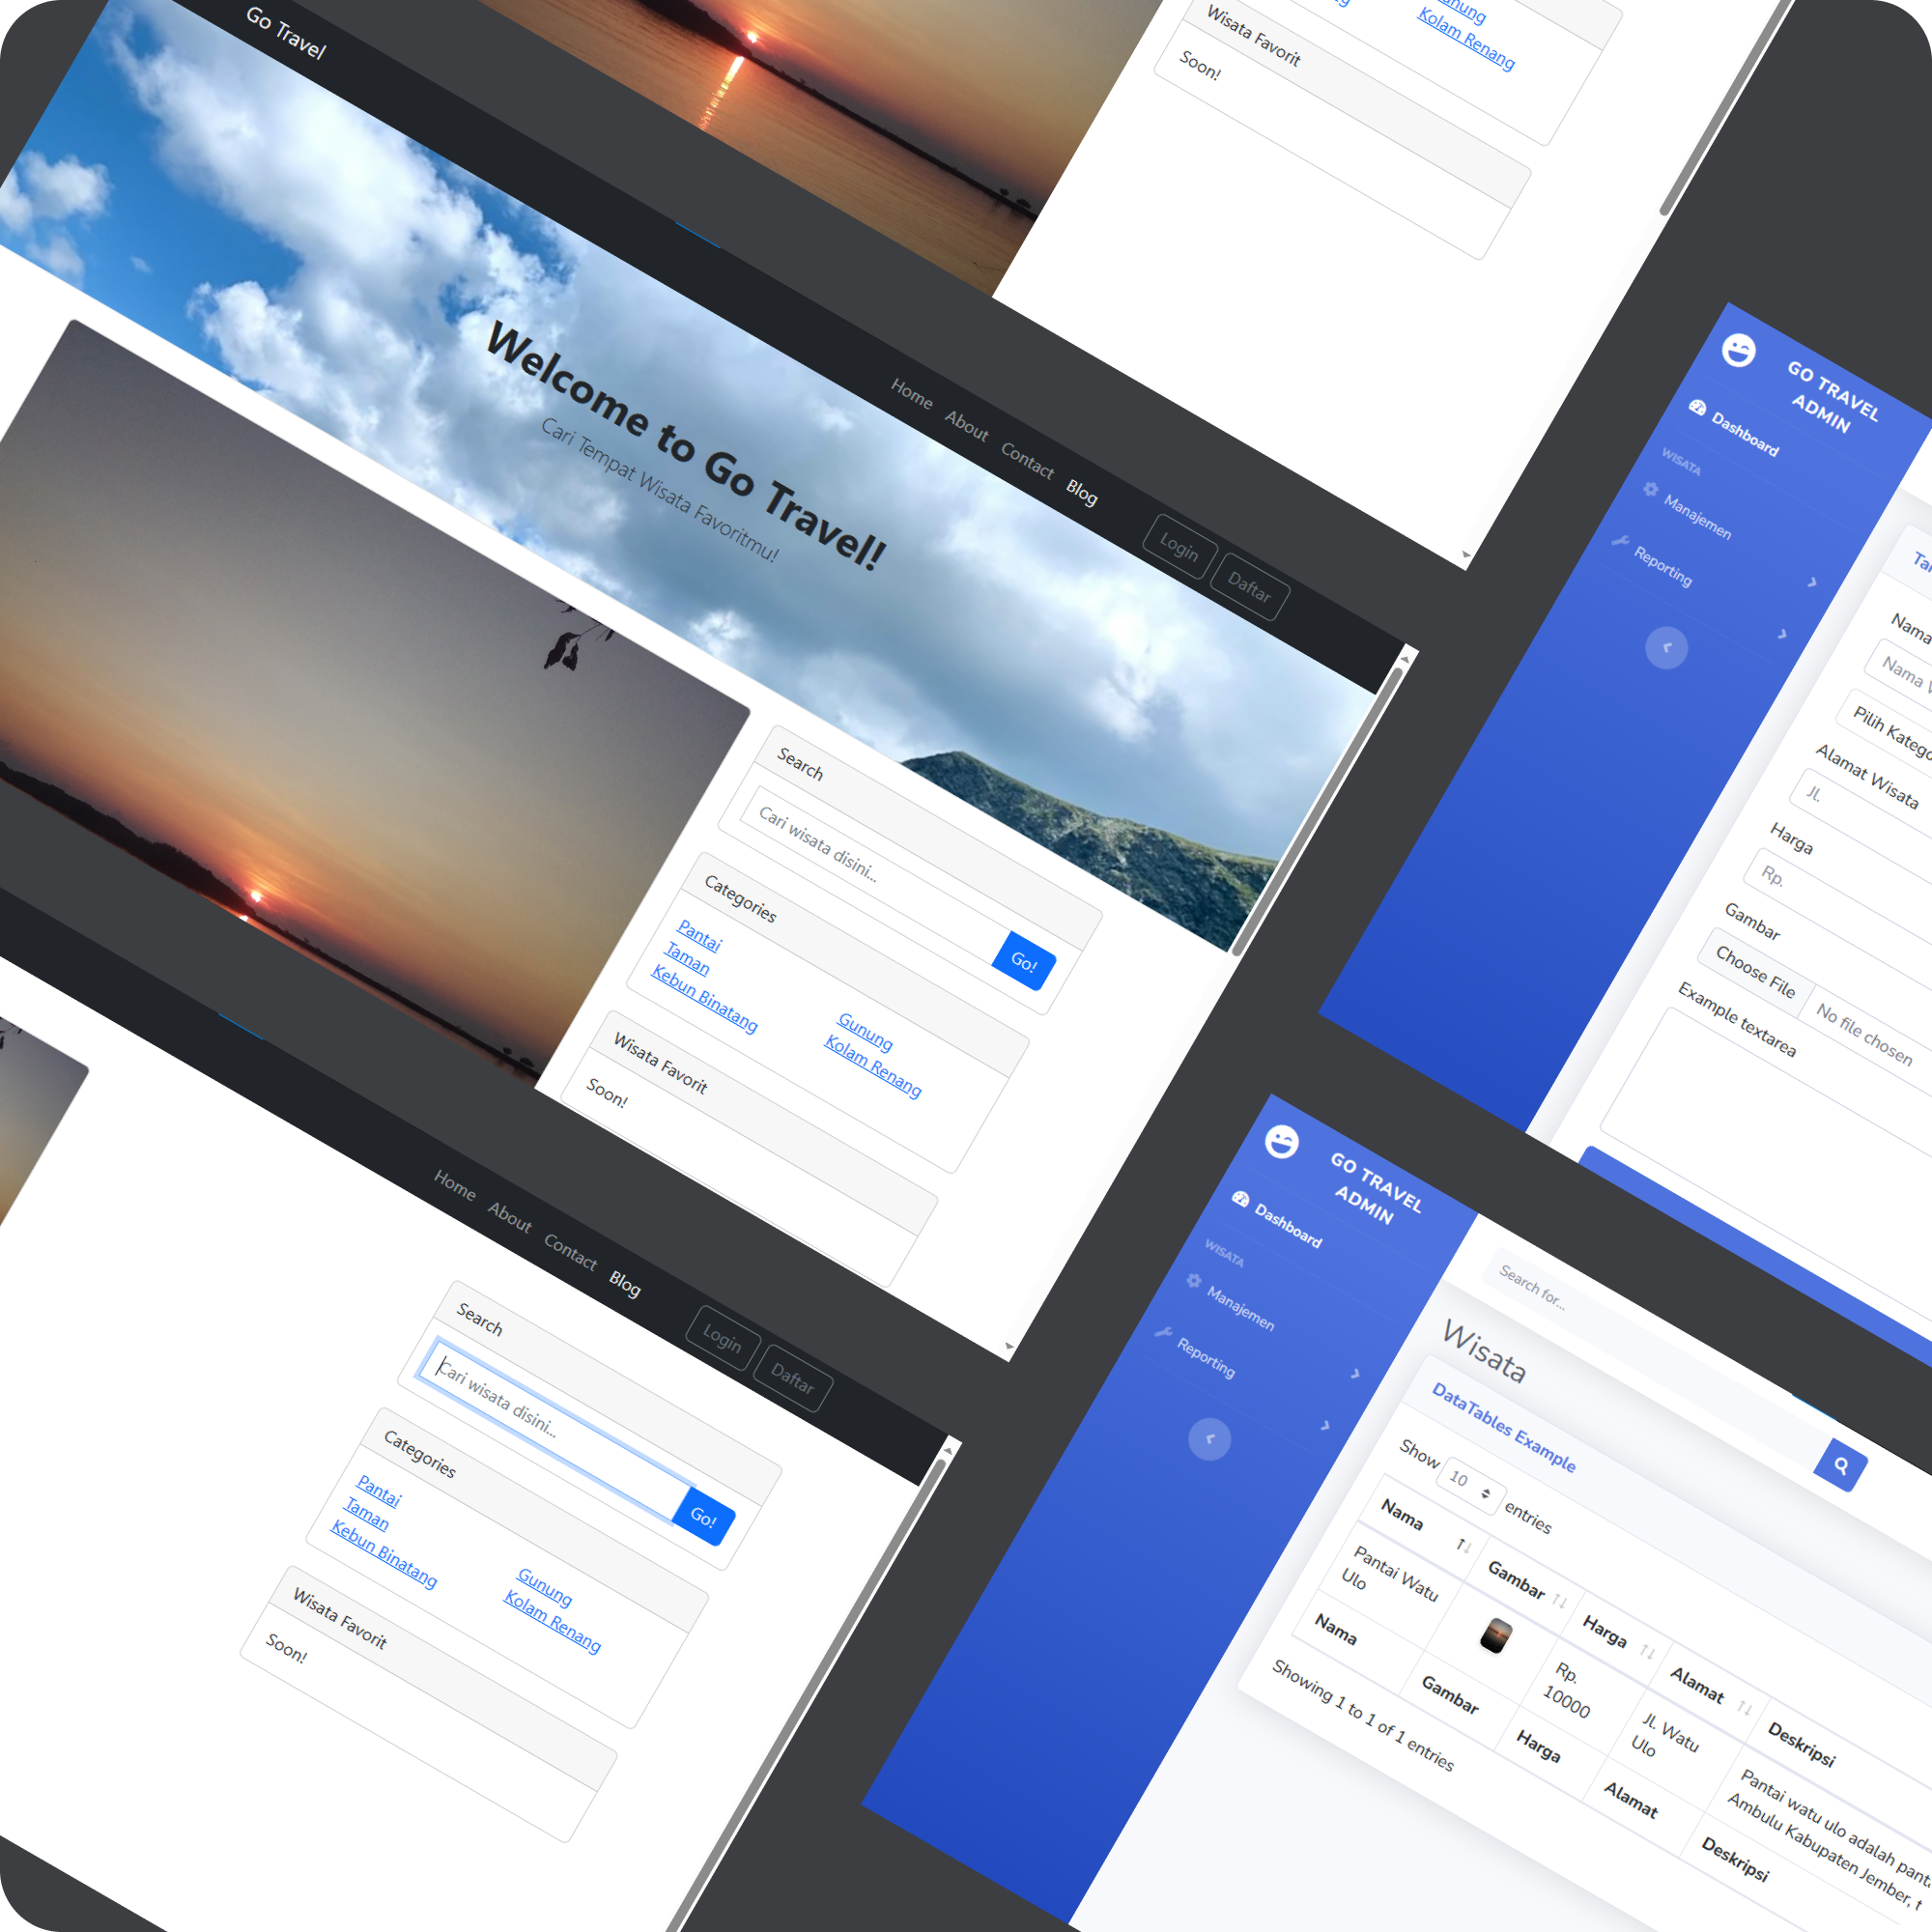 unung
Kolam Renang
Wisata Favorit
Soon!
Go Travel
Home
About
Contact
Blog
Login
Daftar
Welcome to Go Travel!
Cari Tempat Wisata Favoritmu!
Search
Cari wisata disini...
Go!
Categories
Pantai
Taman
Kebun Binatang
Gunung
Kolam Renang
Wisata Favorit
Soon!
Home
About
Contact
Blog
Login
Daftar
Search
Cari wisata disini...
Go!
Categories
Pantai
Taman
Kebun Binatang
Gunung
Kolam Renang
Wisata Favorit
Soon!
GO TRAVEL
ADMIN
Dashboard
WISATA
Manajemen
Reporting
Nama
Nama
Pilih Katego
Alamat Wisata
Jl.
Harga
Rp.
Gambar
Choose File
No file chosen
Example textarea
GO TRAVEL
ADMIN
Dashboard
WISATA
Manajemen
Reporting
Search for...
Wisata
DataTables Example
Show 10 entries
Nama Gambar Harga Alamat Deskripsi
Pantai Watu
Ulo
Rp.
10000
Jl. Watu
Ulo
Pantai watu ulo adalah panta
Ambulu Kabupaten Jember, t
Nama Gambar Harga Alamat Deskripsi
Showing 1 to 1 of 1 entries